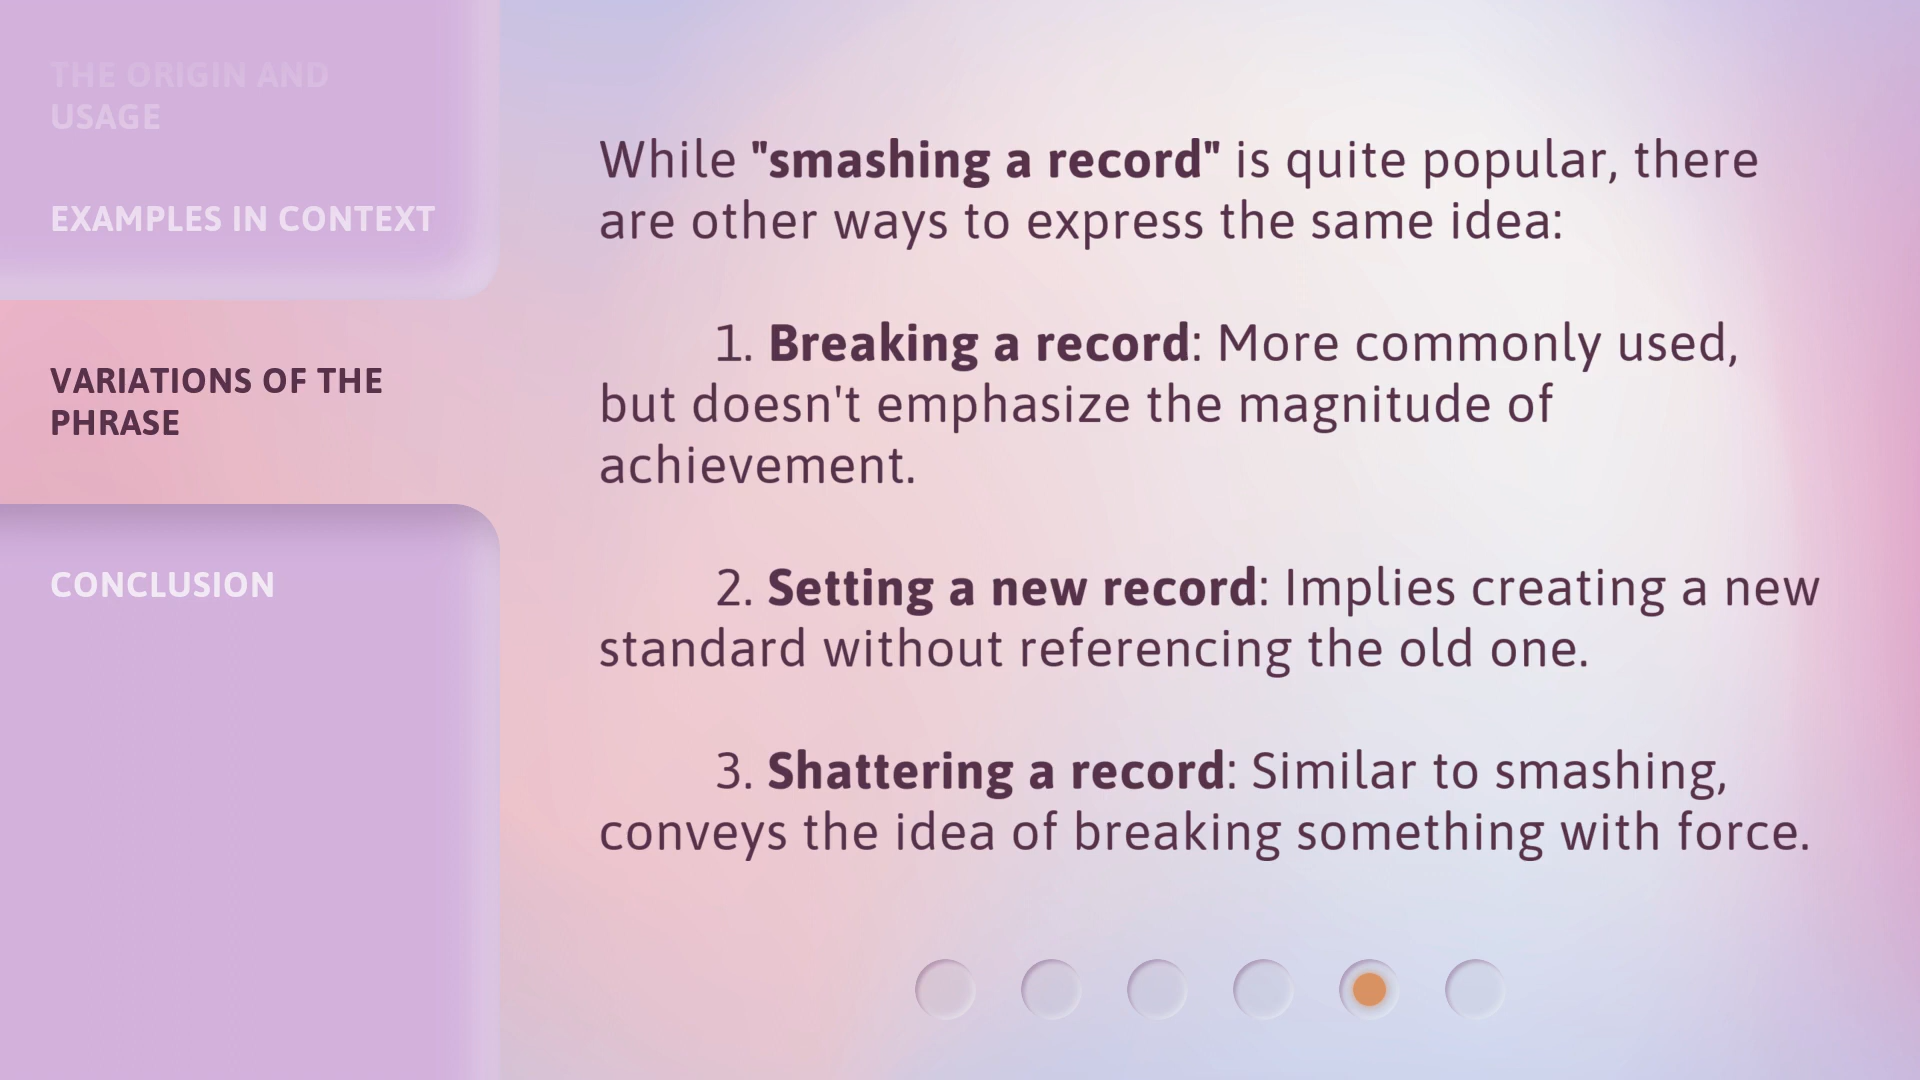 THE ORIGIN AND
USAGE
EXAMPLES IN CONTEXT
VARIATIONS OF THE
PHRASE
CONCLUSION
While "smashing a record" is quite popular, there
are other ways to express the same idea:
1. Breaking a record: More commonly used,
but doesn't emphasize the magnitude of
achievement.
2. Setting a new record: Implies creating a new
standard without referencing the old one.
3. Shattering a record: Similar to smashing,
conveys the idea of breaking something with force.